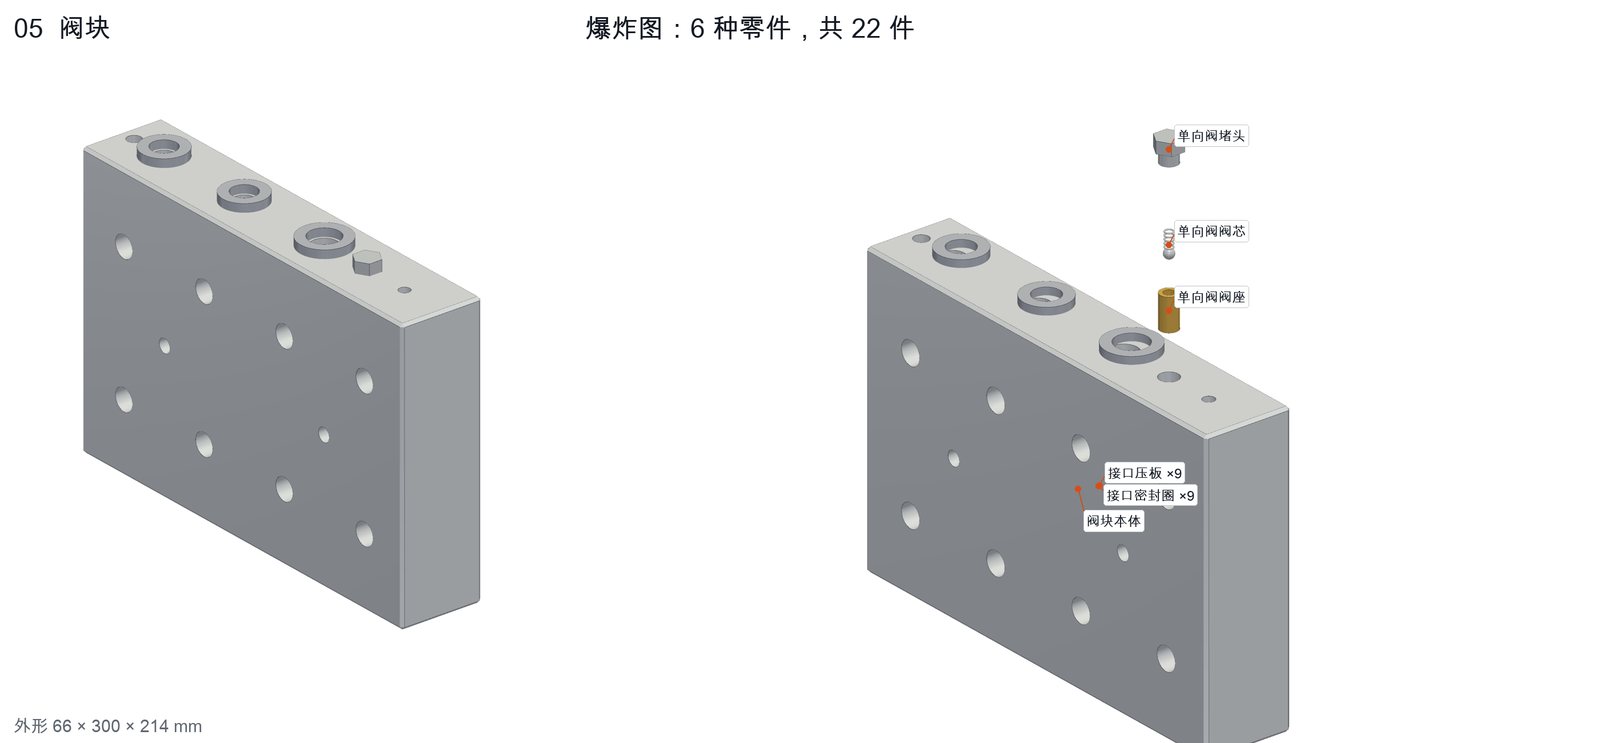 05 阀块
爆炸图：6 种零件，共 22 件
单向阀堵头
单向阀阀芯
单向阀阀座
接口压板 ×9
接口密封圈 ×9
阀块本体
外形 66 × 300 × 214 mm